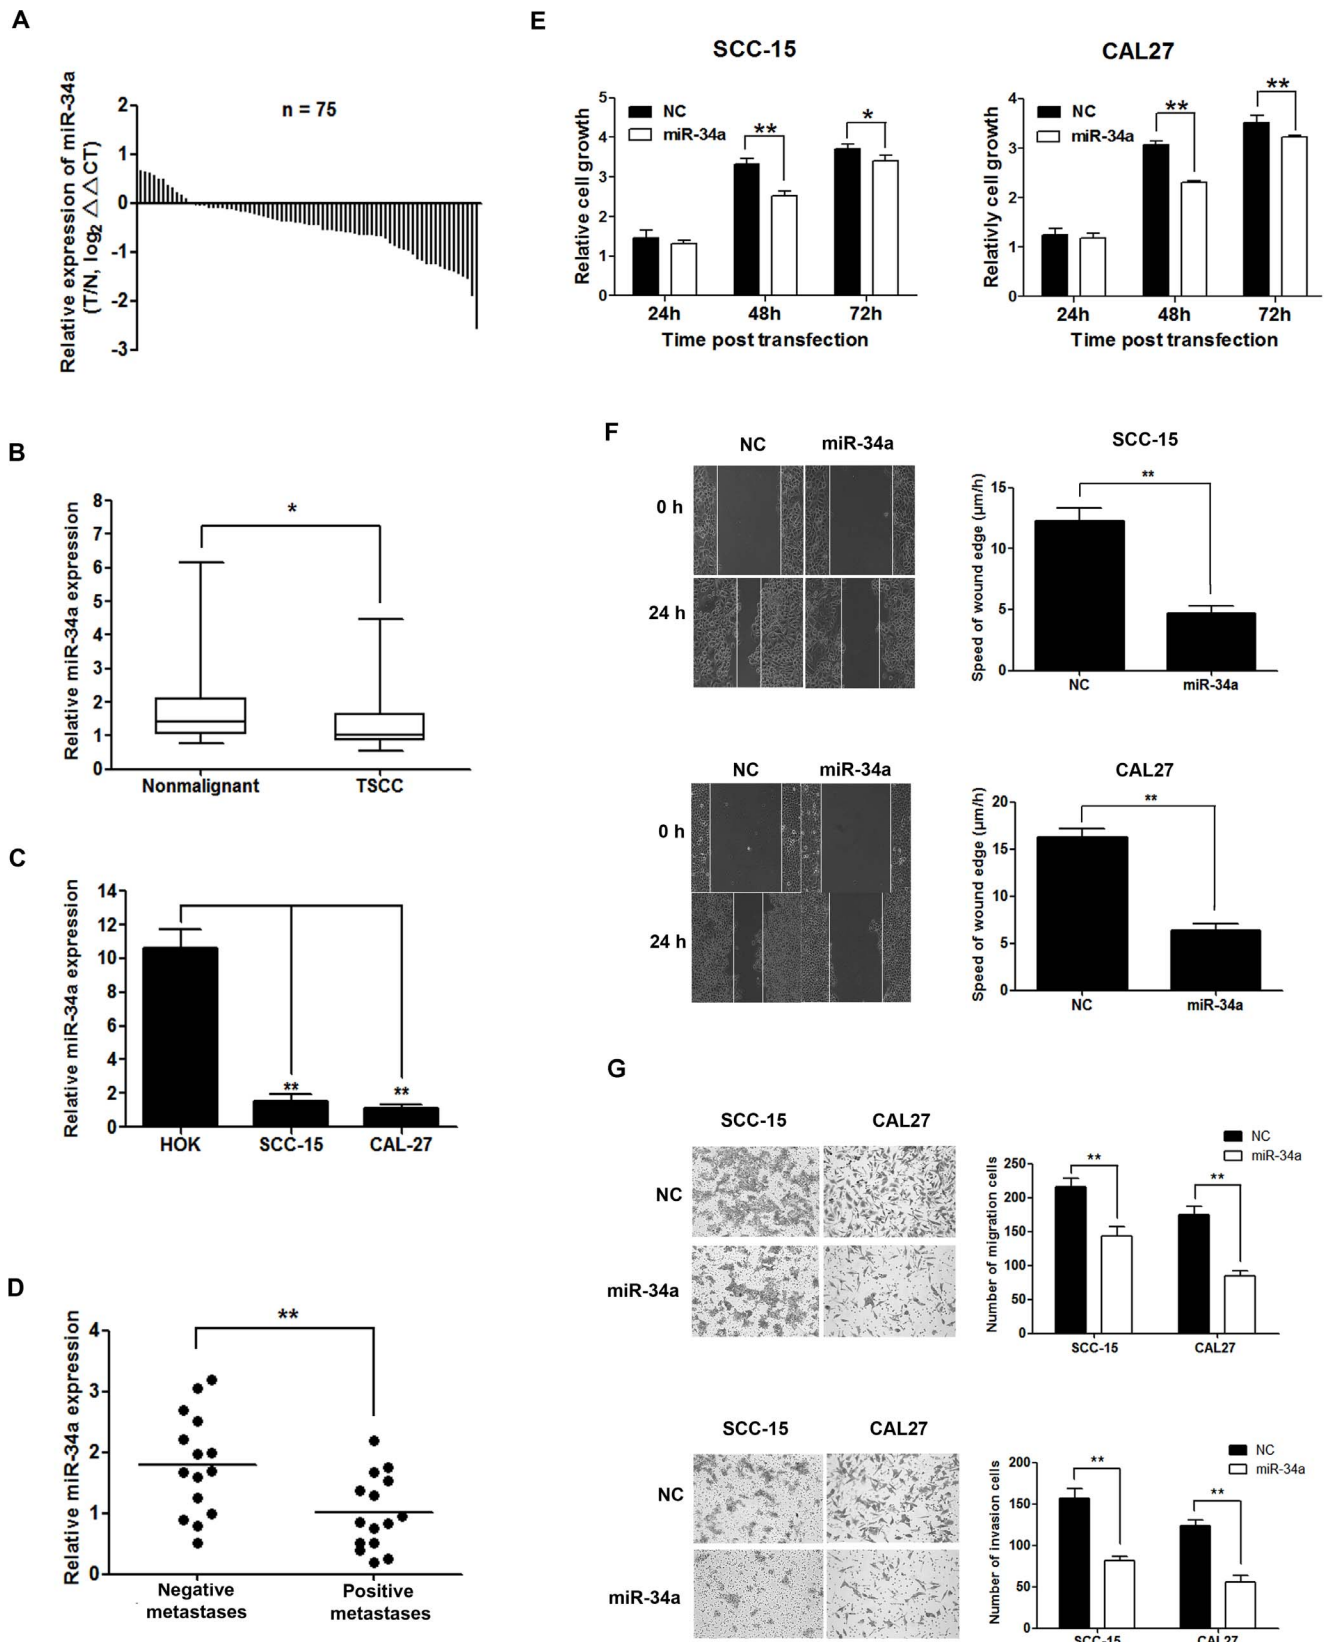 A
Relative expression of miR-34a
(T/N, log2 △△CT)
2
1
0
-1
-2
-3
n = 75
B
Relative miR-34a expression
8
7
6
5
4
3
2
1
0
*
Nonmalignant
TSCC
C
Relative miR-34a expression
14
12
10
8
6
4
2
0
**
**
HOK
SCC-15
CAL-27
D
Relative miR-34a expression
4
3
2
1
0
**
Negative
metastases
Positive
metastases
E
SCC-15
Relative cell growth
5
4
3
2
1
0
NC
miR-34a
**
*
24h
48h
72h
Time post transfection
CAL27
Relativly cell growth
4
3
2
1
0
NC
miR-34a
**
**
24h
48h
72h
Time post transfection
F
NC
miR-34a
0 h
24 h
SCC-15
Speed of wound edge (μm/h)
15
10
5
0
**
NC
miR-34a
NC
miR-34a
0 h
24 h
CAL27
Speed of wound edge (μm/h)
20
15
10
5
0
**
NC
miR-34a
G
SCC-15
CAL27
NC
miR-34a
NC
miR-34a
Number of migration cells
250
200
150
100
50
0
**
**
SCC-15
CAL27
SCC-15
CAL27
NC
miR-34a
NC
miR-34a
Number of invasion cells
200
150
100
50
0
**
**
SCC-15
CAL27